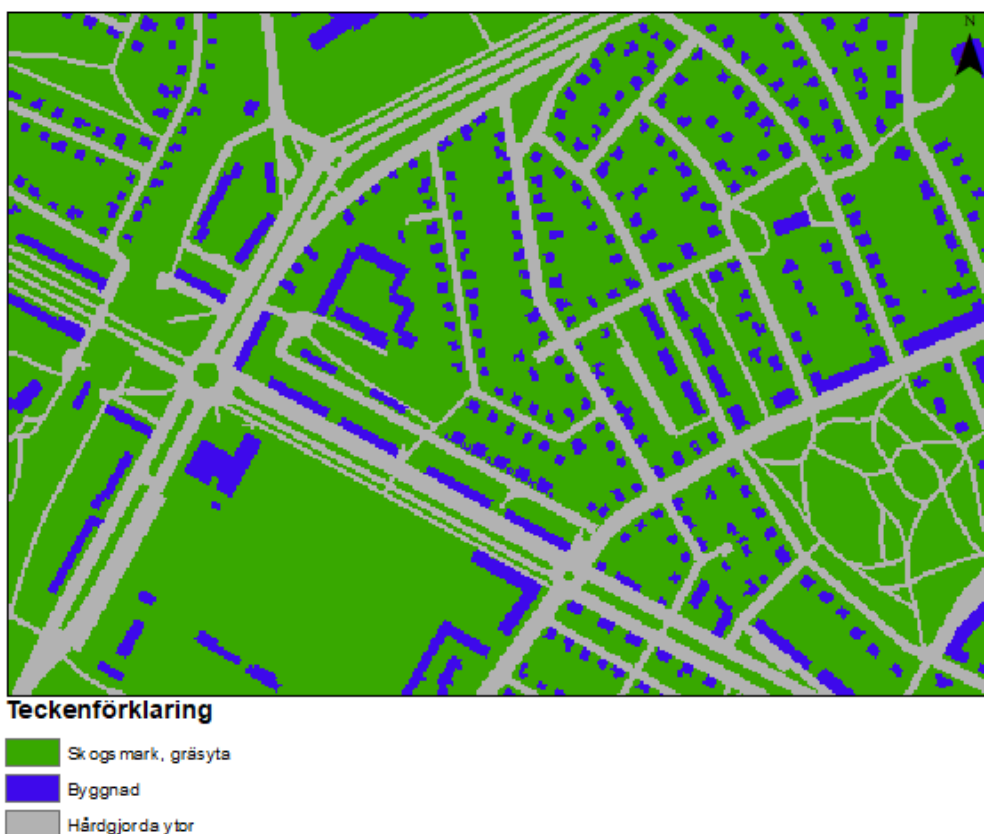 N
Teckenförklaring
Skogsmark, gräsyta
Byggnad
Hårdgjorda ytor